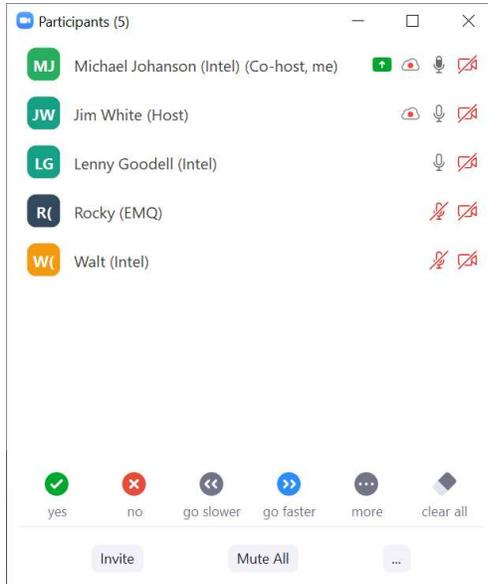 Participants (5)
MJ Michael Johanson (Intel) (Co-host, me)
JW Jim White (Host)
LG Lenny Goodell (Intel)
R( Rocky (EMQ)
W( Walt (Intel)
yes no go slower go faster more clear all
Invite Mute All ...